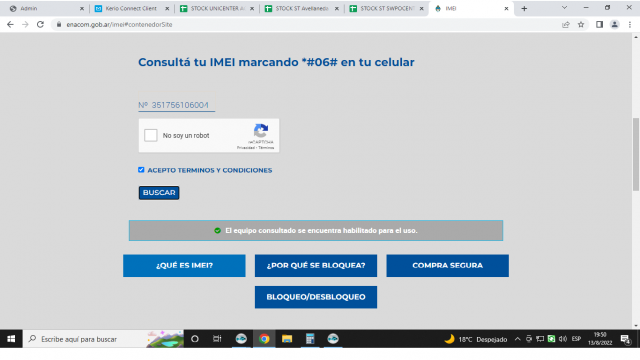 Admin
Kerio Connect Client
STOCK UNICENTER
STOCK ST Avellaneda
STOCK ST SWPOCENT
IMEI
enacom.gob.ar/imei#contenedorSite
Consultá tu IMEI marcando *#06# en tu celular
Nº 351756106004
No soy un robot
reCAPTCHA
Privacidad - Términos
ACEPTO TERMINOS Y CONDICIONES
BUSCAR
El equipo consultado se encuentra habilitado para el uso.
¿QUÉ ES IMEI?
¿POR QUÉ SE BLOQUEA?
COMPRA SEGURA
BLOQUEO/DESBLOQUEO
Escribe aquí para buscar
18°C Despejado
ESP
19:50
13/8/2022
4